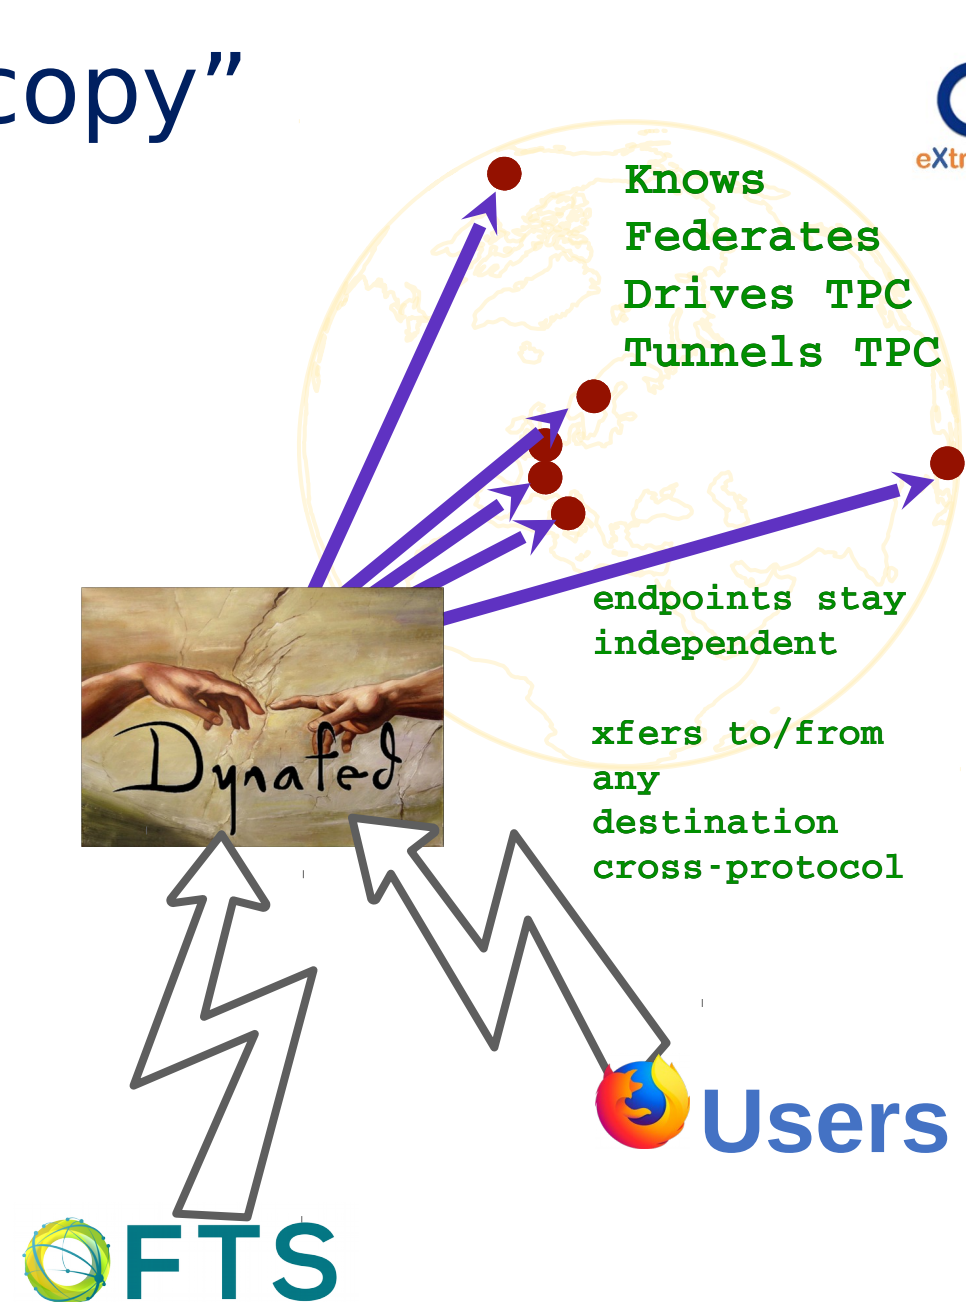 copy”
eXtr
Knows
Federates
Drives TPC
Tunnels TPC
endpoints stay
independent
xfers to/from
any
destination
cross-protocol
Dynafed
Users
FTS